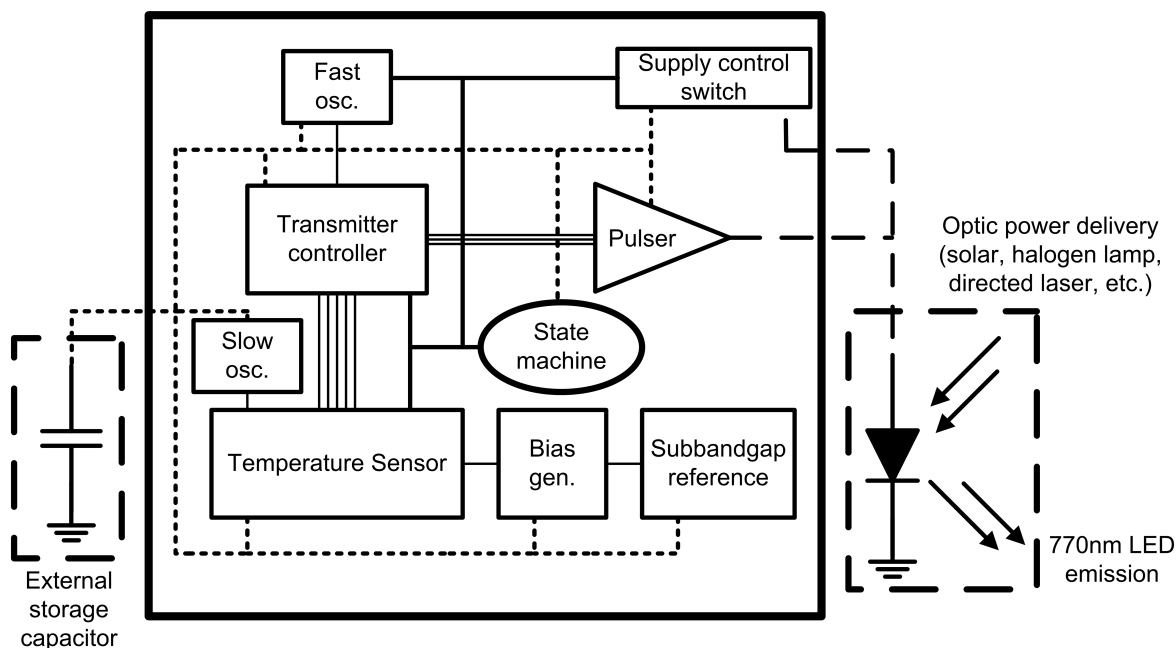 Fast
osc.
Supply control
switch
Transmitter
controller
Pulser
Optic power delivery
(solar, halogen lamp,
directed laser, etc.)
Slow
osc.
State
machine
Temperature Sensor
Bias
gen.
Subbandgap
reference
770nm LED
emission
External
storage
capacitor